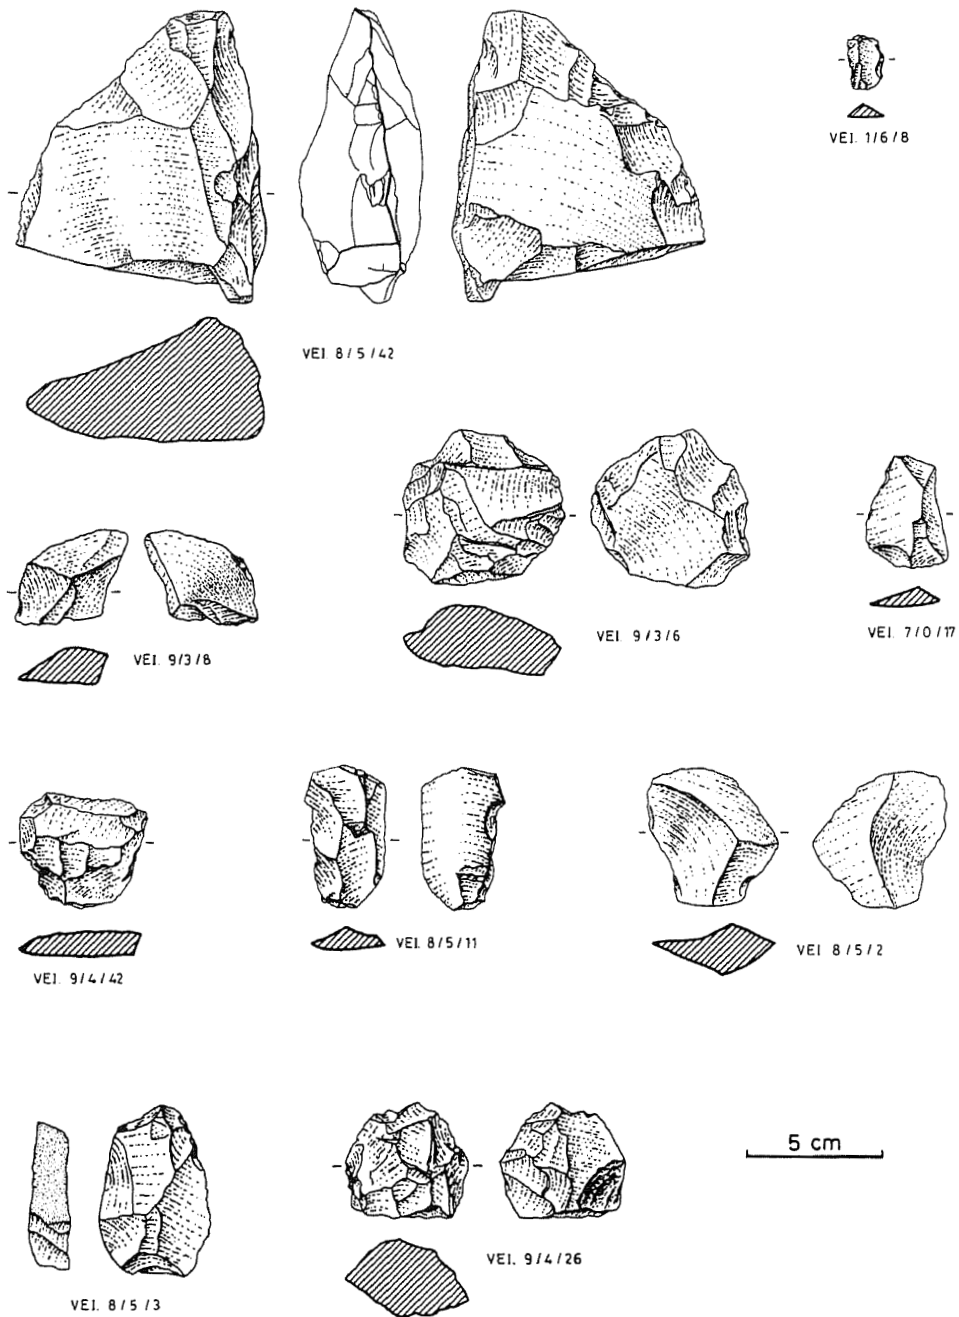 VEI. 1/6/8
VEI. 8/5/42
VEI. 9/3/8
VEI. 9/3/6
VEI. 7/0/17
VEI. 9/4/42
VEI. 8/5/11
VEI 8/5/2
5 cm
VEI. 8/5/3
VEI. 9/4/26